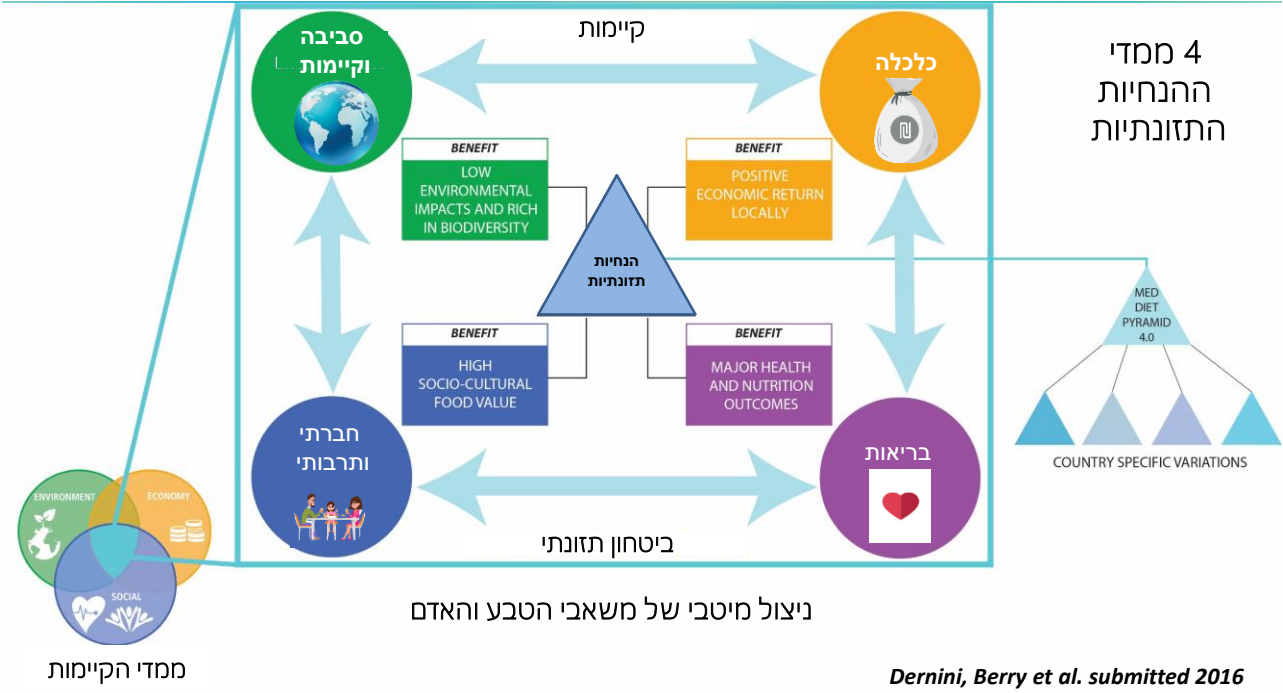 קיימות
4 ממדי
ההנחיות
התזונתיות
סביבה
וקיימות
כלכלה
BENEFIT
LOW
ENVIRONMENTAL
IMPACTS AND RICH
IN BIODIVERSITY
BENEFIT
POSITIVE
ECONOMIC RETURN
LOCALLY
הנחיות
תזונתיות
MED
DIET
PYRAMID
4.0
BENEFIT
HIGH
SOCIO-CULTURAL
FOOD VALUE
BENEFIT
MAJOR HEALTH
AND NUTRITION
OUTCOMES
חברתי
ותרבותי
בריאות
COUNTRY SPECIFIC VARIATIONS
ENVIRONMENT
ECONOMY
SOCIAL
ביטחון תזונתי
ניצול מיטבי של משאבי הטבע והאדם
ממדי הקיימות
Dernini, Berry et al. submitted 2016